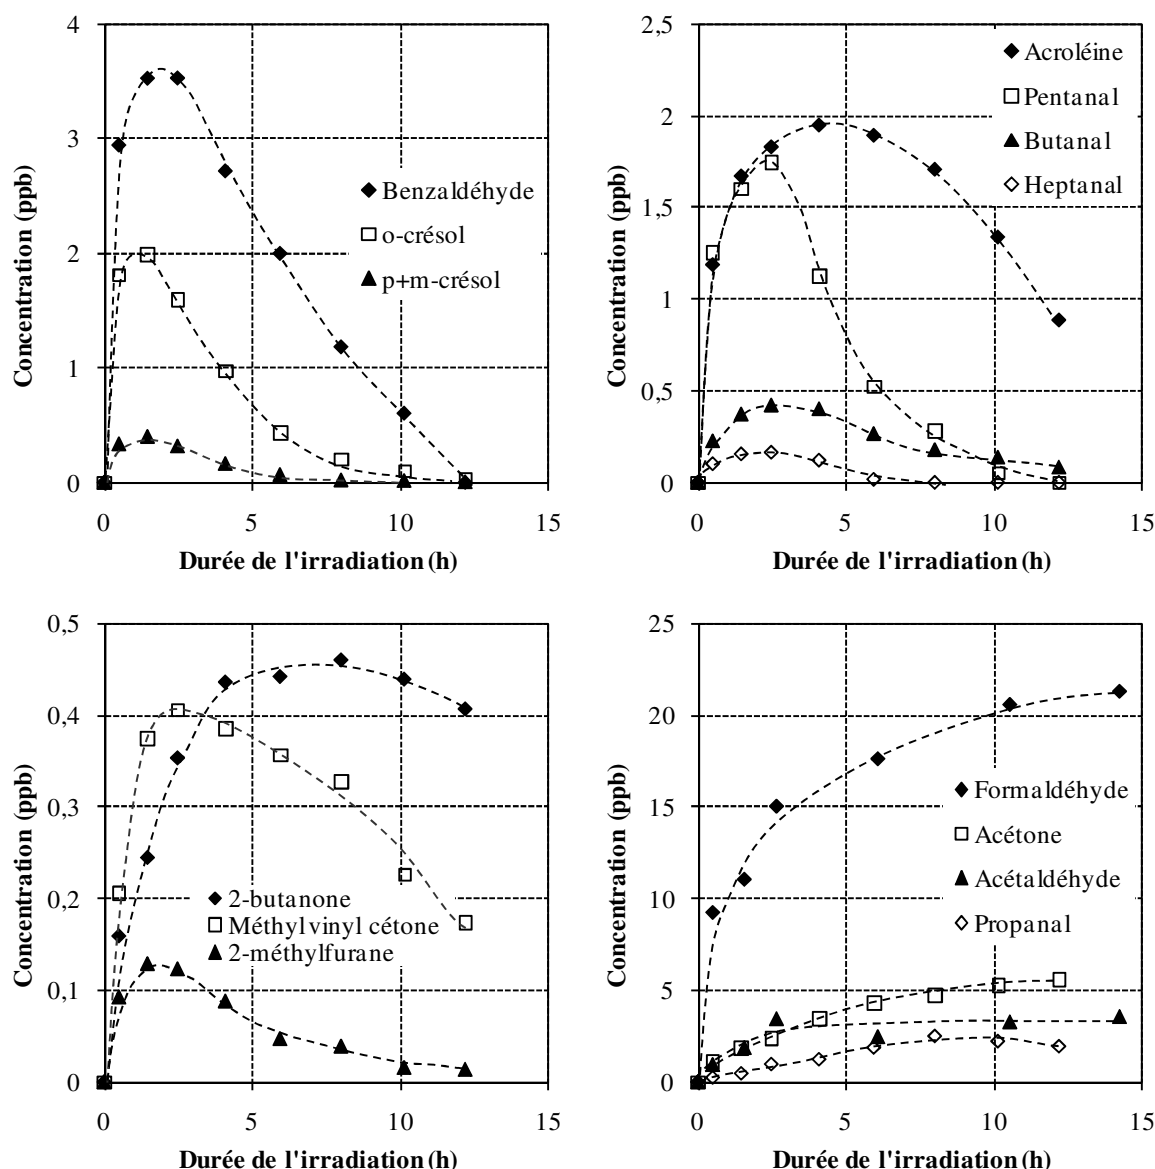 4
3
2
1
0
Concentration (ppb)
Benzaldéhyde
o-crésol
p+m-crésol
0 5 10 15
Durée de l'irradiation (h)
2,5
2
1,5
1
0,5
0
Concentration (ppb)
Acroléine
Pentanal
Butanal
Heptanal
0 5 10 15
Durée de l'irradiation (h)
0,5
0,4
0,3
0,2
0,1
0
Concentration (ppb)
2-butanone
Méthyl vinyl cétone
2-méthylfurane
0 5 10 15
Durée de l'irradiation (h)
25
20
15
10
5
0
Concentration (ppb)
Formaldéhyde
Acétone
Acétaldéhyde
Propanal
0 5 10 15
Durée de l'irradiation (h)